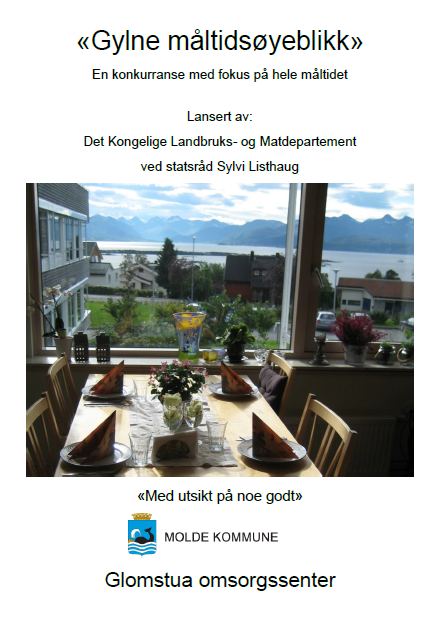 «Gylne måltidsøyeblikk»
En konkurranse med fokus på hele måltidet
Lansert av:
Det Kongelige Landbruks- og Matdepartement
ved statsråd Sylvi Listhaug
«Med utsikt på noe godt»
MOLDE KOMMUNE
Glomstua omsorgssenter